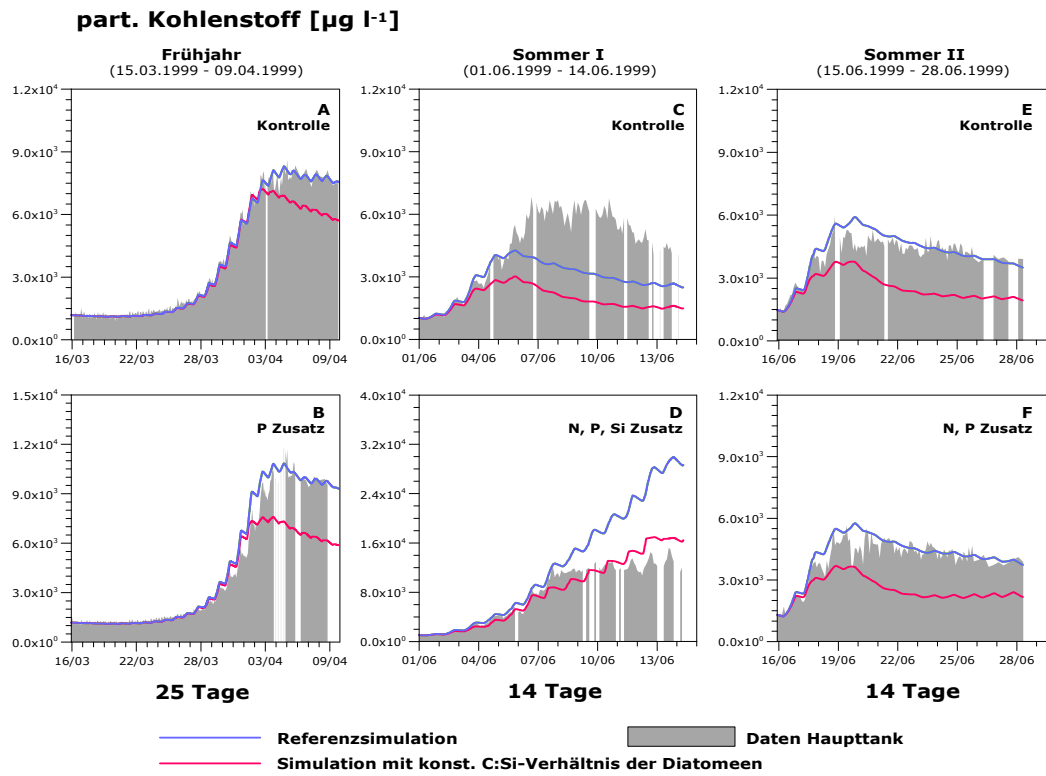 part. Kohlenstoff [µg l⁻¹]
Frühjahr
(15.03.1999 - 09.04.1999)
Sommer I
(01.06.1999 - 14.06.1999)
Sommer II
(15.06.1999 - 28.06.1999)
1.2x10⁴
9.0x10³
6.0x10³
3.0x10³
0.0x10⁰
A
Kontrolle
16/03 22/03 28/03 03/04 09/04
1.2x10⁴
9.0x10³
6.0x10³
3.0x10³
0.0x10⁰
C
Kontrolle
01/06 04/06 07/06 10/06 13/06
1.2x10⁴
9.0x10³
6.0x10³
3.0x10³
0.0x10⁰
E
Kontrolle
16/06 19/06 22/06 25/06 28/06
1.5x10⁴
1.2x10⁴
9.0x10³
6.0x10³
3.0x10³
0.0x10⁰
B
P Zusatz
16/03 22/03 28/03 03/04 09/04
4.0x10⁴
3.2x10⁴
2.4x10⁴
1.6x10⁴
8.0x10³
0.0x10⁰
D
N, P, Si Zusatz
01/06 04/06 07/06 10/06 13/06
1.2x10⁴
9.0x10³
6.0x10³
3.0x10³
0.0x10⁰
F
N, P Zusatz
16/06 19/06 22/06 25/06 28/06
25 Tage
14 Tage
14 Tage
Referenzsimulation
Daten Haupttank
Simulation mit konst. C:Si-Verhältnis der Diatomeen